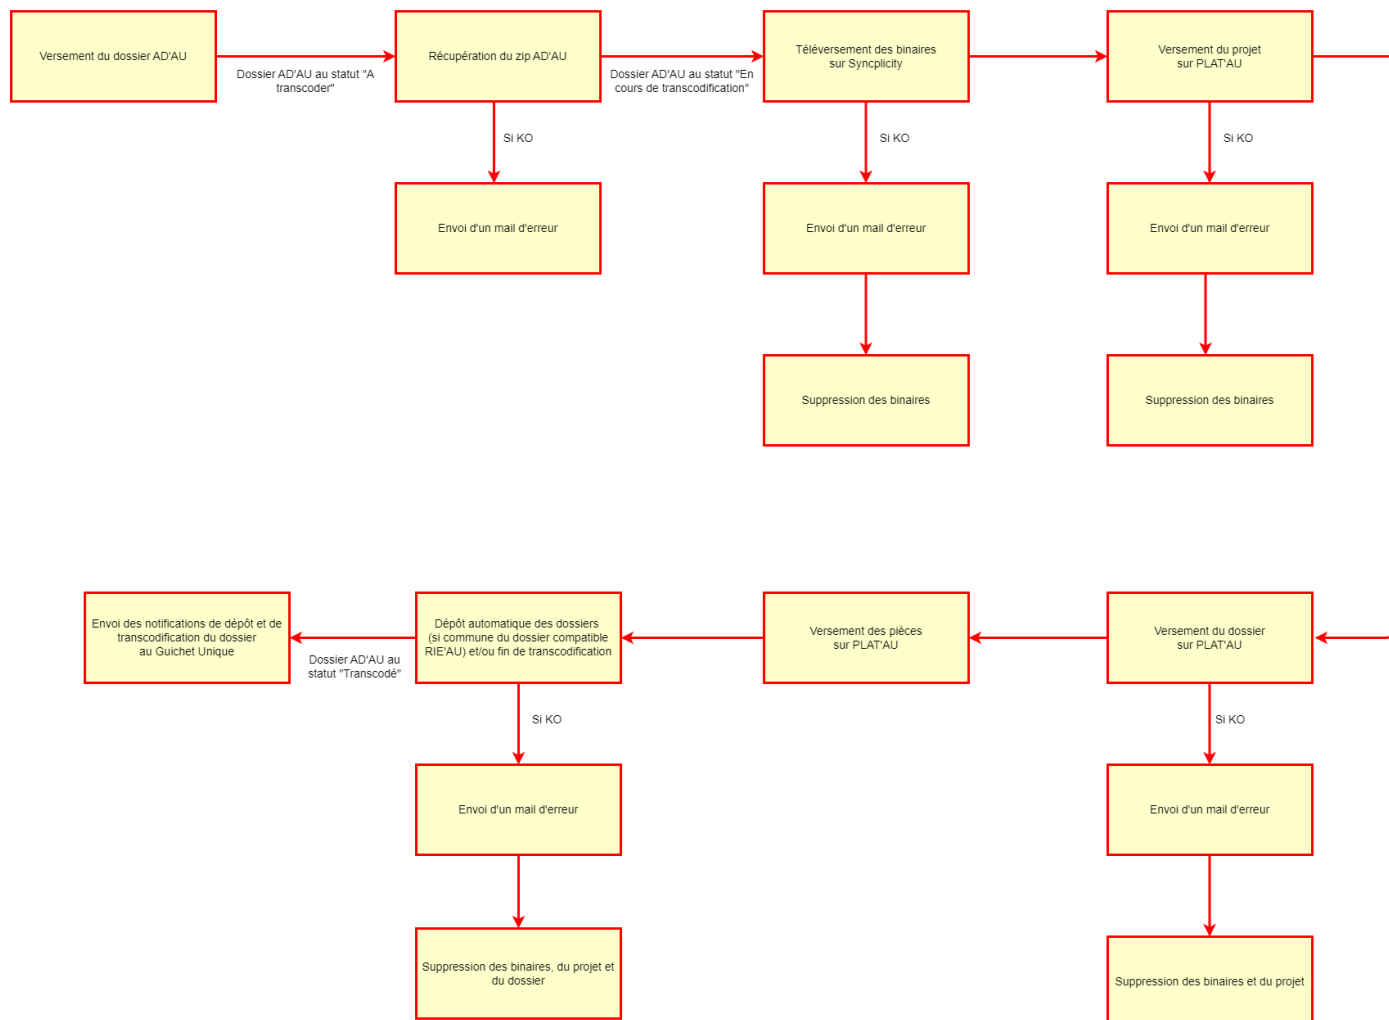 Versement du dossier AD'AU
Dossier AD'AU au statut "A
transcoder"
Récupération du zip AD'AU
Dossier AD'AU au statut "En
cours de transcodification"
Téléversement des binaires
sur Syncplicity
Versement du projet
sur PLAT'AU
Si KO
Si KO
Si KO
Envoi d'un mail d'erreur
Envoi d'un mail d'erreur
Envoi d'un mail d'erreur
Suppression des binaires
Suppression des binaires
Envoi des notifications de dépôt et de
transcodification du dossier
au Guichet Unique
Dossier AD'AU au
statut "Transcodé"
Dépôt automatique des dossiers
(si commune du dossier compatible
RIE'AU) et/ou fin de transcodification
Versement des pièces
sur PLAT'AU
Versement du dossier
sur PLAT'AU
Si KO
Si KO
Envoi d'un mail d'erreur
Envoi d'un mail d'erreur
Suppression des binaires, du projet et
du dossier
Suppression des binaires et du projet